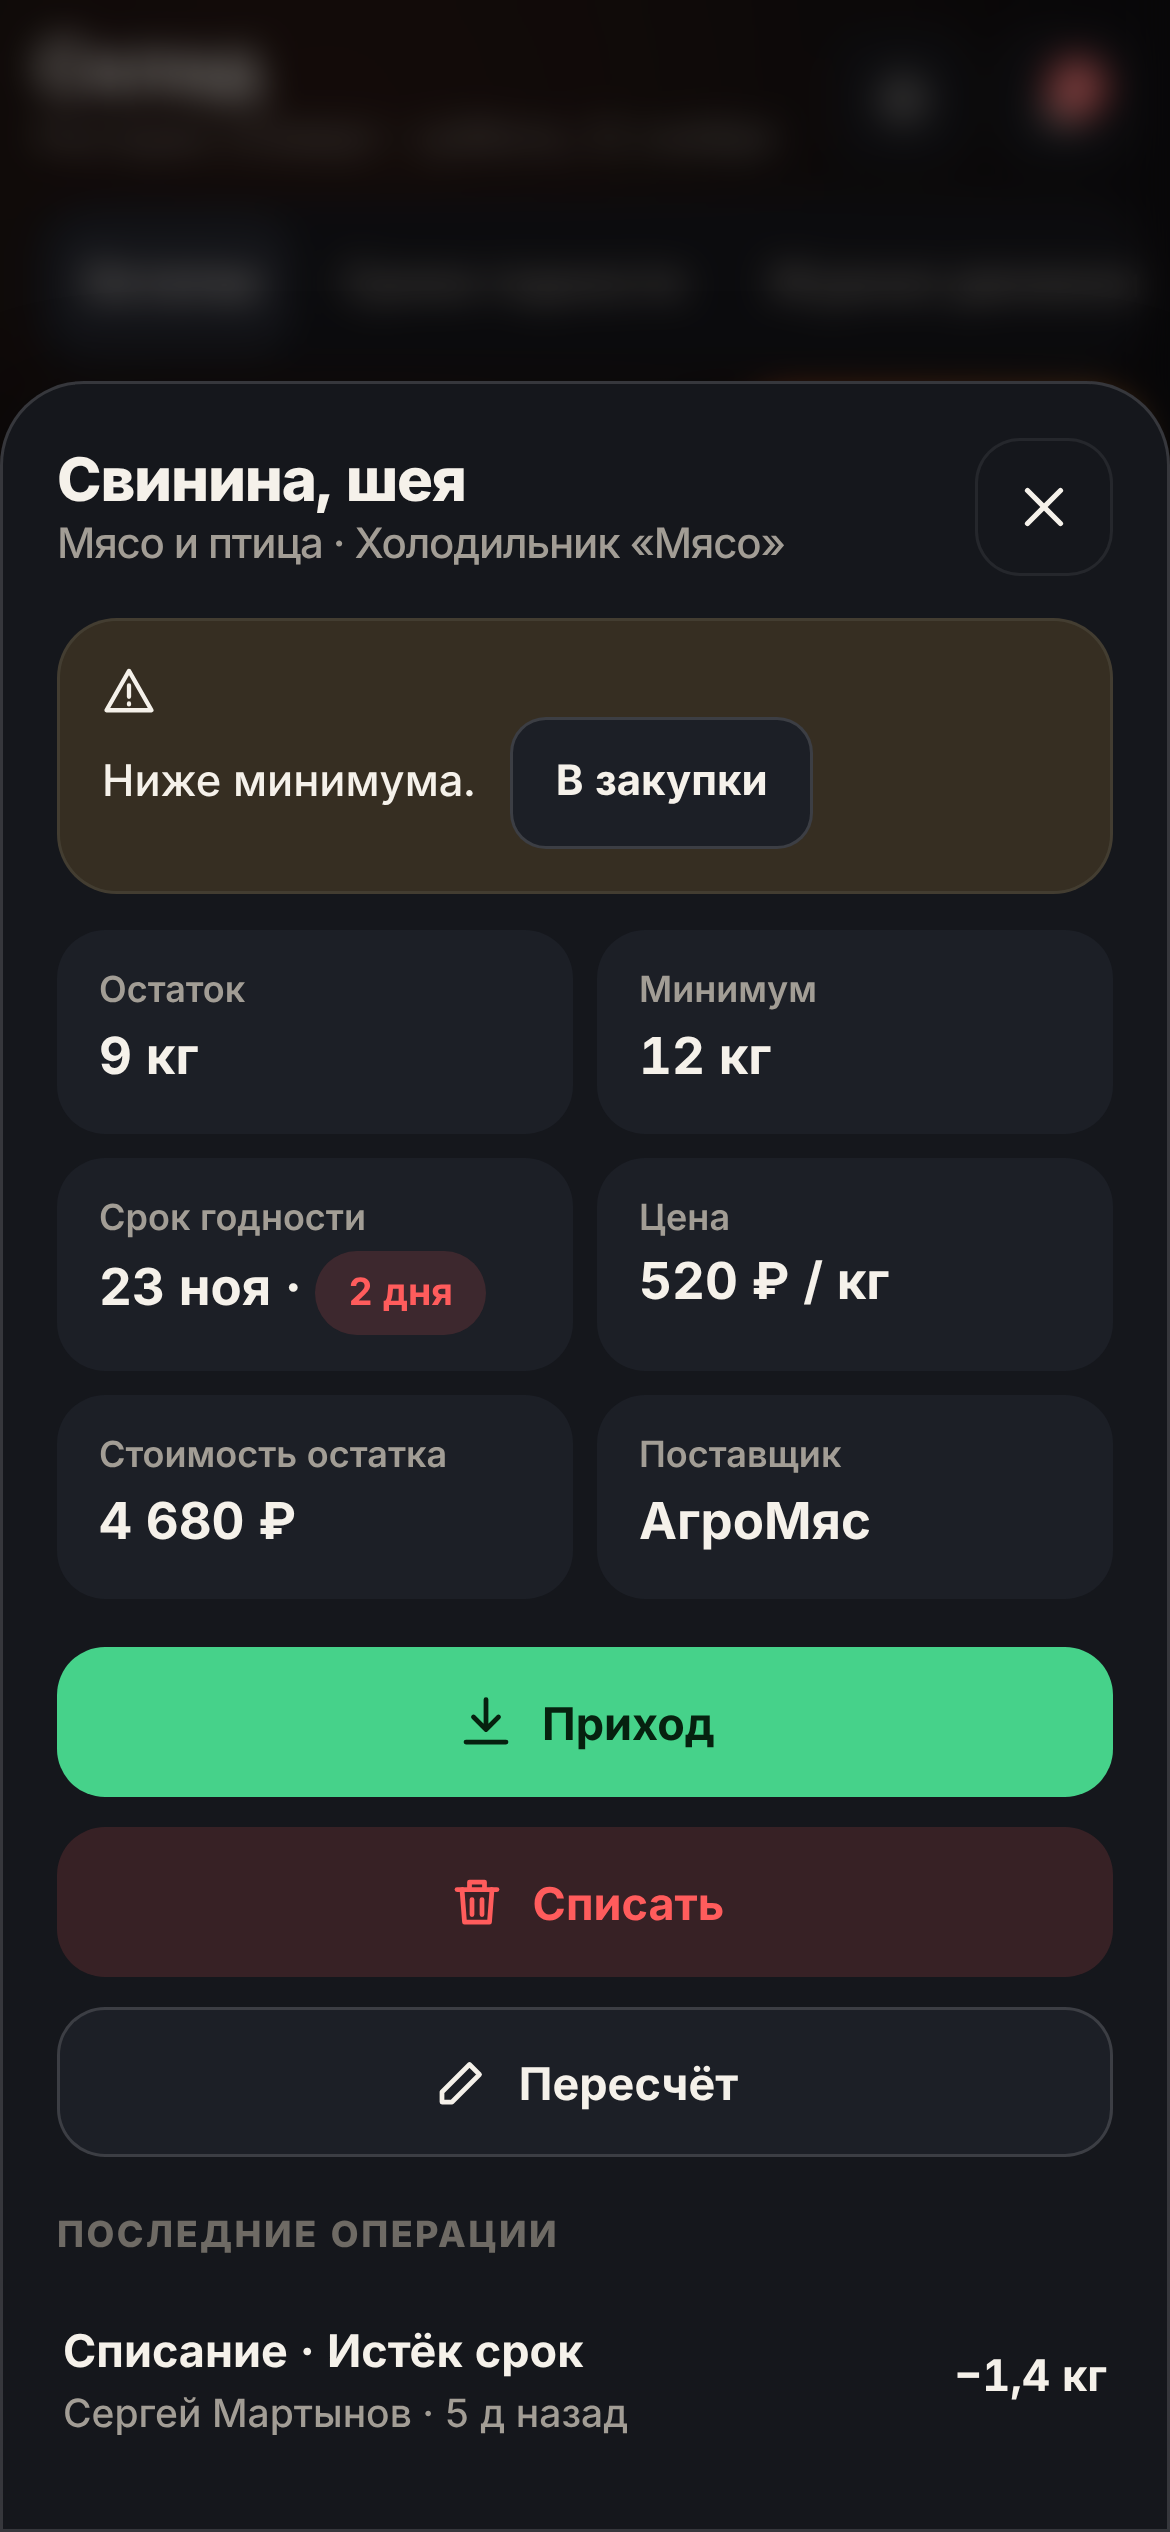 Свинина, шея
Мясо и птица · Холодильник «Мясо»
Ниже минимума. В закупки
Остаток
9 кг
Минимум
12 кг
Срок годности
23 ноя · 2 дня
Цена
520 ₽ / кг
Стоимость остатка
4 680 ₽
Поставщик
АгроМяс
Приход
Списать
Пересчёт
ПОСЛЕДНИЕ ОПЕРАЦИИ
Списание · Истёк срок
−1,4 кг
Сергей Мартынов · 5 д назад